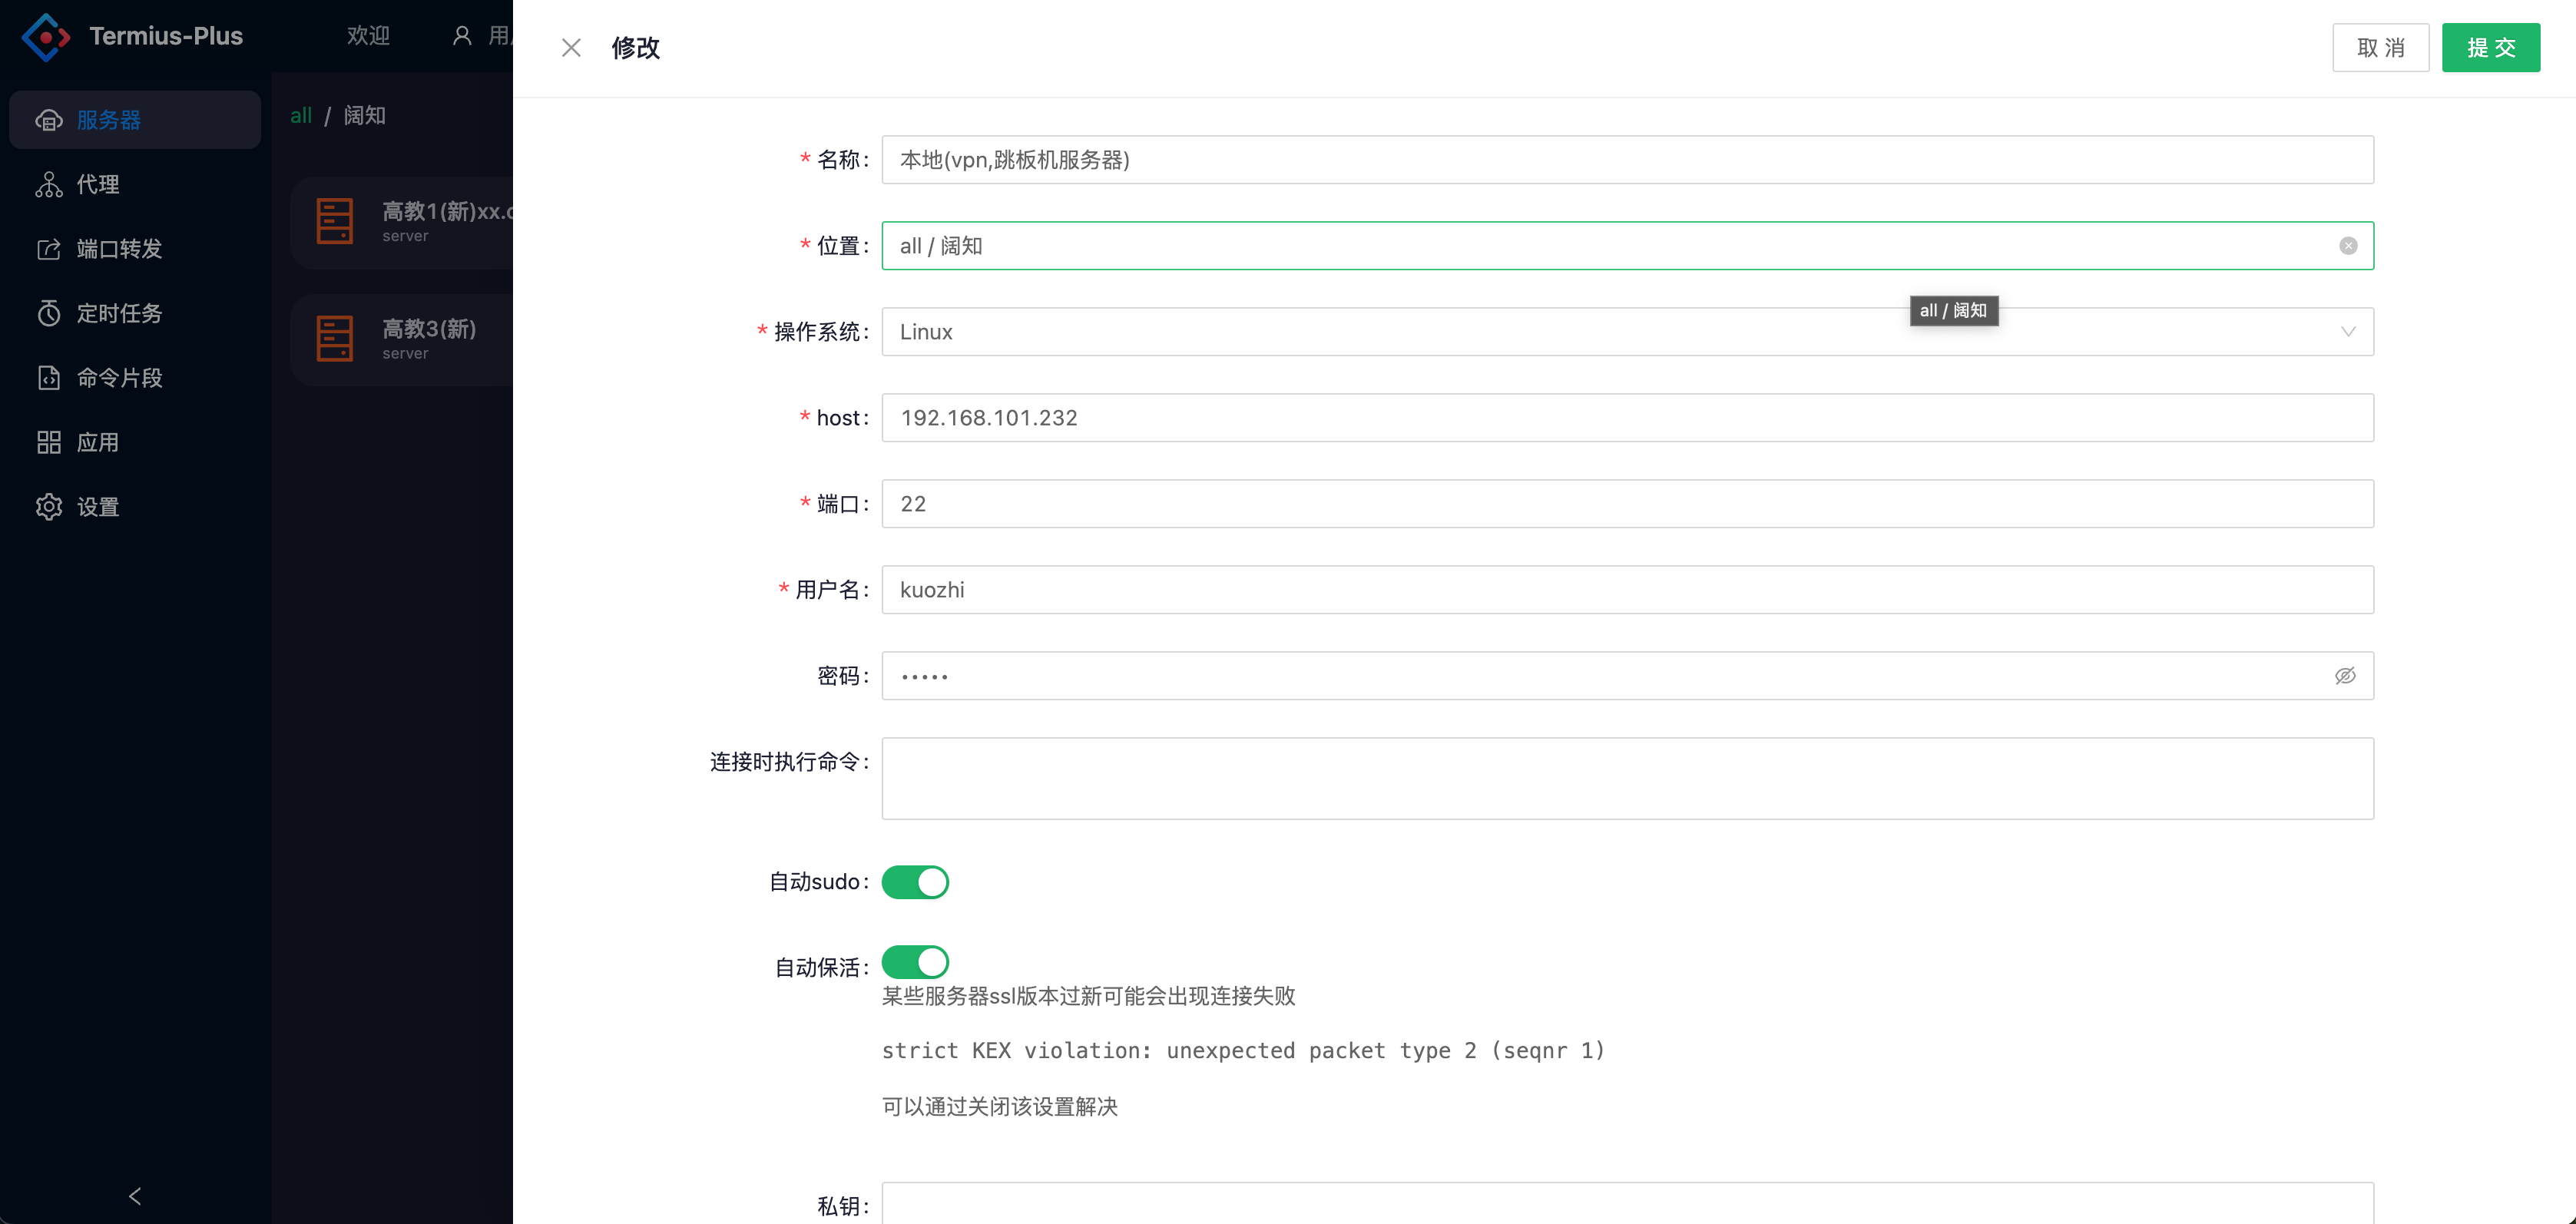 Termius-Plus
欢迎
服务器
代理
端口转发
定时任务
命令片段
应用
设置
all / 阔知
高教1(新)xx.
server
高教3(新)
server
修改
取 消
提 交
* 名称:
本地(vpn,跳板机服务器)
* 位置:
all / 阔知
all / 阔知
* 操作系统:
Linux
* host:
192.168.101.232
* 端口:
22
* 用户名:
kuozhi
密码:
•••••
连接时执行命令:
自动sudo:
自动保活:
某些服务器ssl版本过新可能会出现连接失败
strict KEX violation: unexpected packet type 2 (seqnr 1)
可以通过关闭该设置解决
私钥: